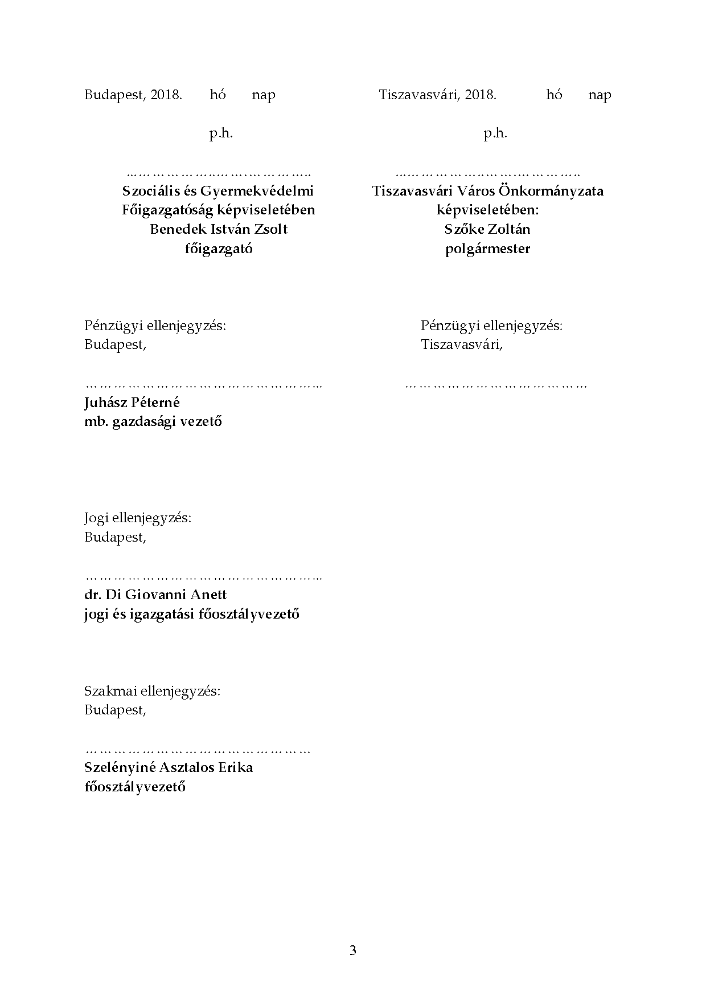 Budapest, 2018. hó nap Tiszavasvári, 2018. hó nap
p.h. p.h.
...……………..…….………….. ...……………..…….…………..
Szociális és Gyermekvédelmi Tiszavasvári Város Önkormányzata
Főigazgatóság képviseletében képviseletében:
Benedek István Zsolt Szőke Zoltán
főigazgató polgármester
Pénzügyi ellenjegyzés: Pénzügyi ellenjegyzés:
Budapest, Tiszavasvári,
…………………………………………... …………………………………
Juhász Péterné
mb. gazdasági vezető
Jogi ellenjegyzés:
Budapest,
…………………………………………...
dr. Di Giovanni Anett
jogi és igazgatási főosztályvezető
Szakmai ellenjegyzés:
Budapest,
…………………………………………
Szelényiné Asztalos Erika
főosztályvezető
3